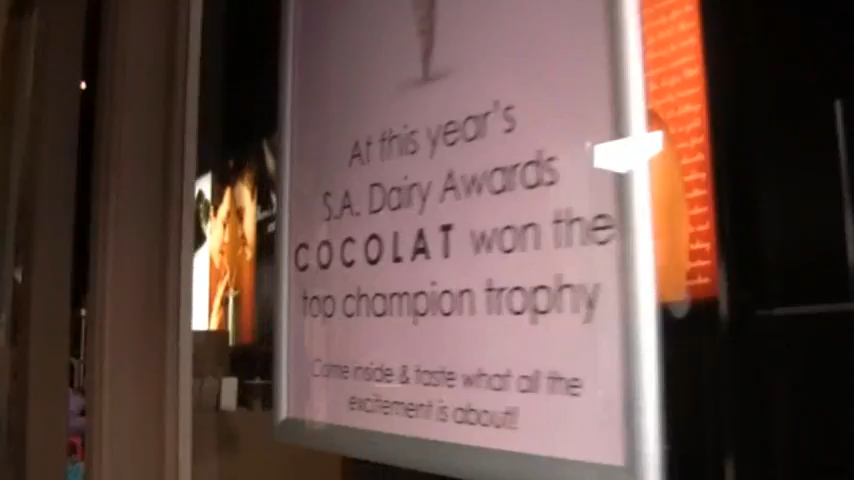 At this year's
S.A. Dairy Awards
COCOLAT won the
top champion trophy
Come inside & taste what all the
excitement is about!